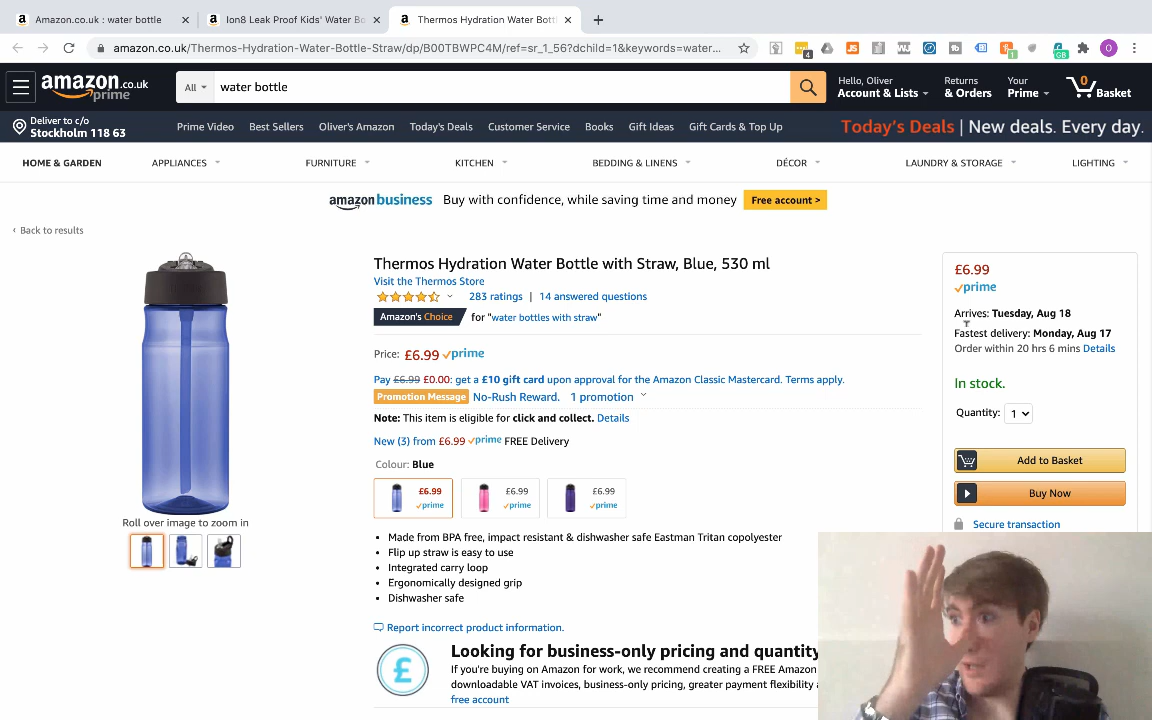 Amazon.co.uk : water bottle
Ion8 Leak Proof Kids' Water Bo
Thermos Hydration Water Bottl
amazon.co.uk/Thermos-Hydration-Water-Bottle-Straw/dp/B00TBWPC4M/ref=sr_1_56?dchild=1&keywords=water...
amazon.co.uk
prime
All
water bottle
Hello, Oliver
Account & Lists
Returns
& Orders
Your
Prime
0
Basket
Deliver to c/o
Stockholm 118 63
Prime Video
Best Sellers
Oliver's Amazon
Today's Deals
Customer Service
Books
Gift Ideas
Gift Cards & Top Up
Today's Deals | New deals. Every day.
HOME & GARDEN
APPLIANCES
FURNITURE
KITCHEN
BEDDING & LINENS
DÉCOR
LAUNDRY & STORAGE
LIGHTING
amazon business Buy with confidence, while saving time and money Free account >
‹ Back to results
Thermos Hydration Water Bottle with Straw, Blue, 530 ml
Visit the Thermos Store
283 ratings | 14 answered questions
Amazon's Choice for "water bottles with straw"
Price: £6.99 prime
Pay £6.99 £0.00: get a £10 gift card upon approval for the Amazon Classic Mastercard. Terms apply.
Promotion Message No-Rush Reward. 1 promotion
Note: This item is eligible for click and collect. Details
New (3) from £6.99 prime FREE Delivery
Colour: Blue
£6.99
prime
£6.99
prime
£6.99
prime
• Made from BPA free, impact resistant & dishwasher safe Eastman Tritan copolyester
• Flip up straw is easy to use
• Integrated carry loop
• Ergonomically designed grip
• Dishwasher safe
Report incorrect product information.
Looking for business-only pricing and quantity
If you're buying on Amazon for work, we recommend creating a FREE Amazon
downloadable VAT invoices, business-only pricing, greater payment flexibility
free account
Roll over image to zoom in
£6.99
prime
Arrives: Tuesday, Aug 18
Fastest delivery: Monday, Aug 17
Order within 20 hrs 6 mins Details
In stock.
Quantity: 1
Add to Basket
Buy Now
Secure transaction